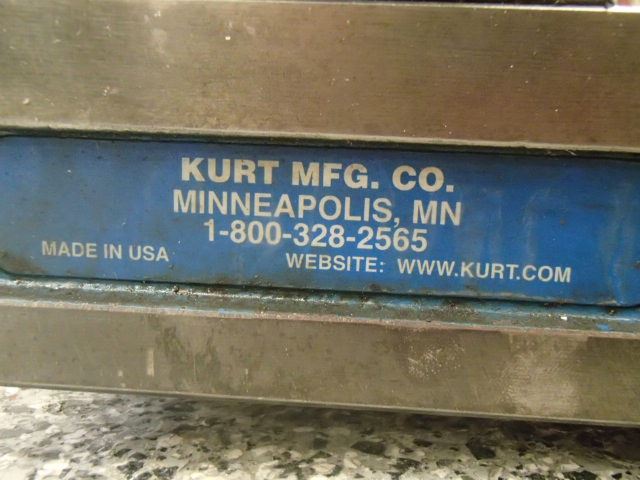 KURT MFG. CO.
MINNEAPOLIS, MN
1-800-328-2565
MADE IN USA
WEBSITE: WWW.KURT.COM